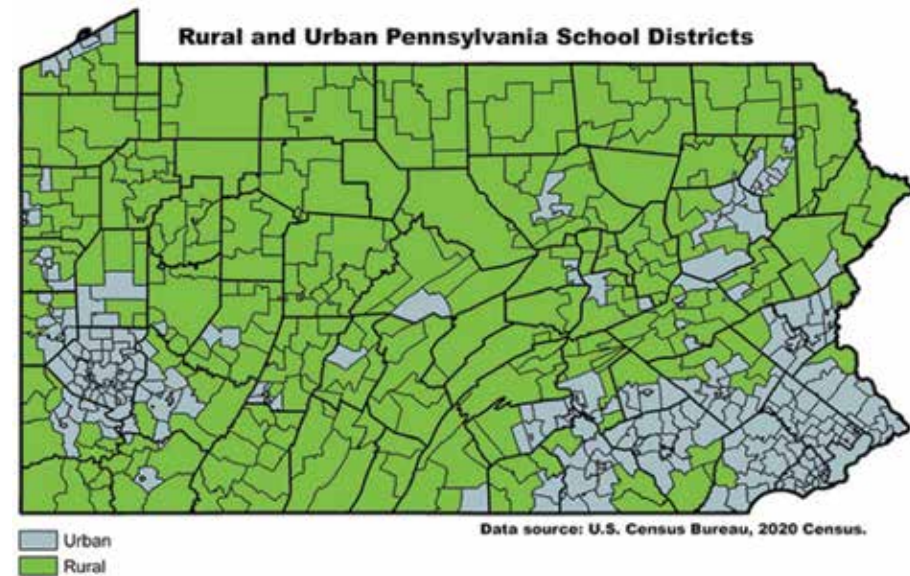 Rural and Urban Pennsylvania School Districts
Data source: U.S. Census Bureau, 2020 Census.
Urban
Rural